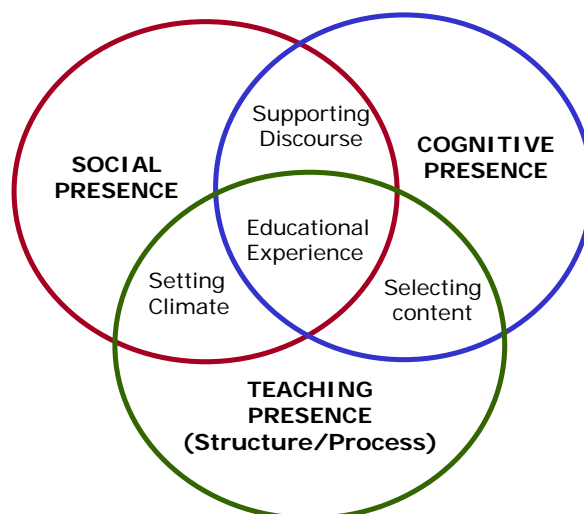 Supporting
Discourse
SOCIAL
PRESENCE
COGNITIVE
PRESENCE
Educational
Experience
Setting
Climate
Selecting
content
TEACHING
PRESENCE
(Structure/Process)